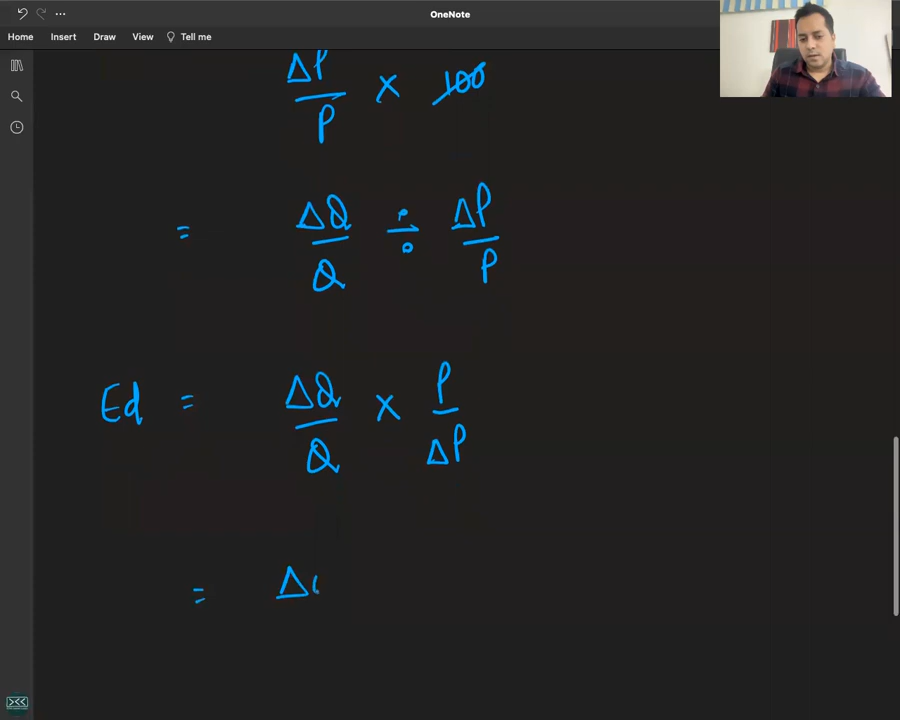 OneNote
Home Insert Draw View Tell me
ΔP
P × 100
= ΔQ ÷ ΔP
Q P
Ed = ΔQ × P
Q ΔP
= Δ